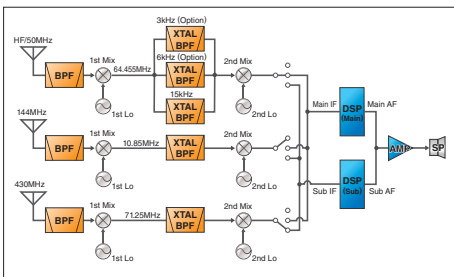 3kHz (Option)
HF/50MHz
1st Mix
XTAL
BPF
2nd Mix
6kHz (Option)
BPF
64.455MHz
XTAL
BPF
15kHz
1st Lo
XTAL
BPF
2nd Lo
Main IF
DSP
(Main)
Main AF
144MHz
1st Mix
2nd Mix
BPF
10.85MHz
XTAL
BPF
AMP
SP
1st Lo
2nd Lo
DSP
(Sub)
Sub IF
Sub AF
430MHz
1st Mix
2nd Mix
BPF
71.25MHz
XTAL
BPF
1st Lo
2nd Lo